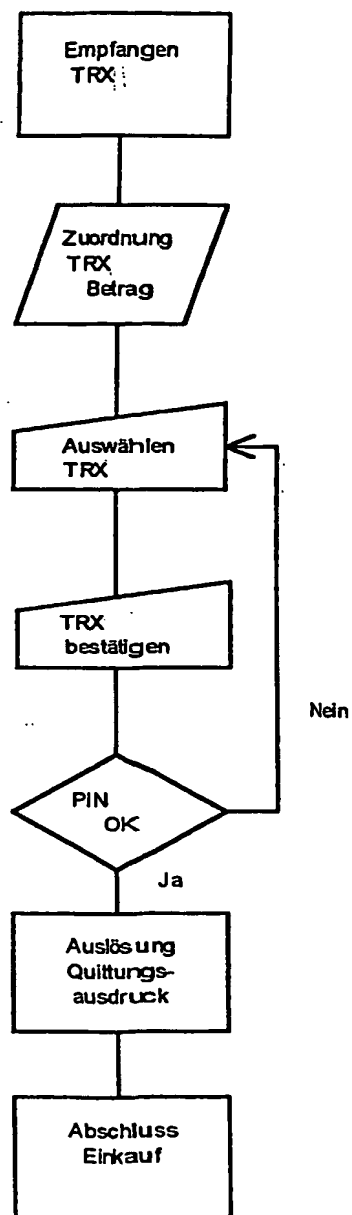 Empfangen
TRX
Zuordnung
TRX
Betrag
Auswählen
TRX
TRX
bestätigen
Nein
PIN
OK
Ja
Auslösung
Quittungs-
ausdruck
Abschluss
Einkauf